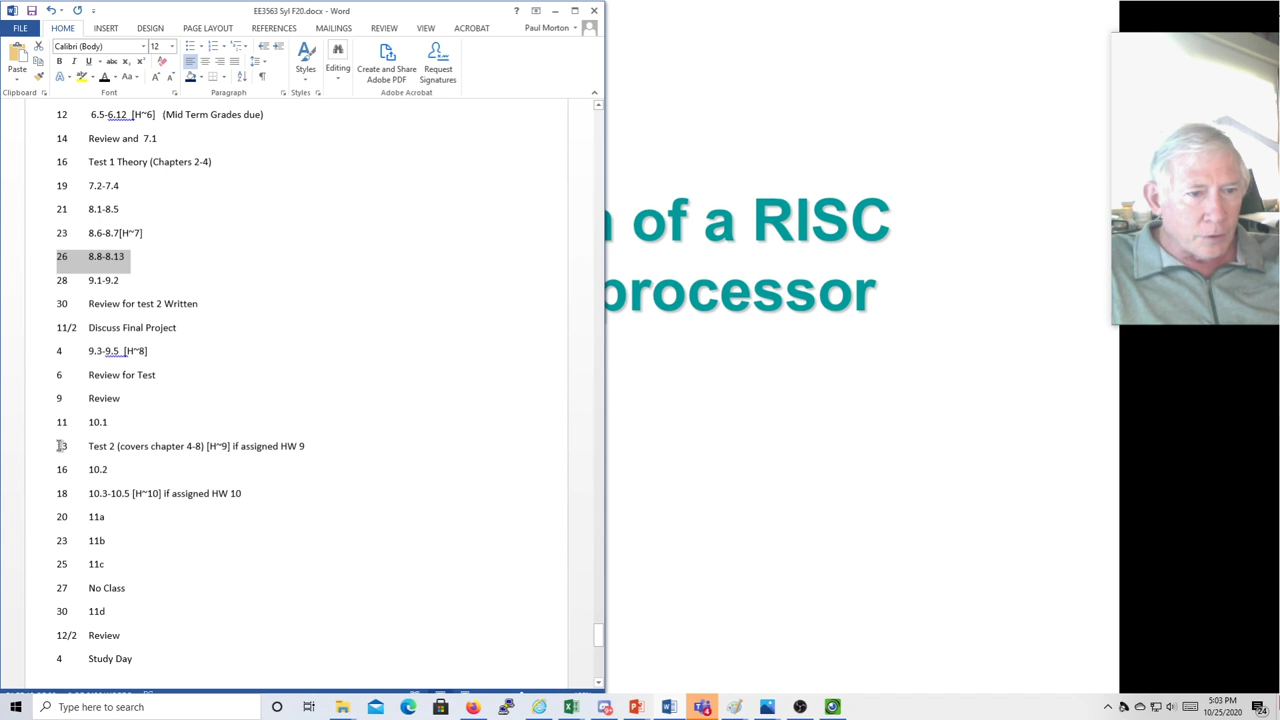 EE3563 Syl F20.docx - Word
FILE HOME INSERT DESIGN PAGE LAYOUT REFERENCES MAILINGS REVIEW VIEW ACROBAT Paul Morton
Calibri (Body) 12
Paste Styles Editing Create and Share Adobe PDF Request Signatures
Clipboard Font Paragraph Styles Adobe Acrobat
12 6.5-6.12 [H~6] (Mid Term Grades due)
14 Review and 7.1
16 Test 1 Theory (Chapters 2-4)
19 7.2-7.4
21 8.1-8.5
23 8.6-8.7[H~7]
26 8.8-8.13
28 9.1-9.2
30 Review for test 2 Written
11/2 Discuss Final Project
4 9.3-9.5 [H~8]
6 Review for Test
9 Review
11 10.1
13 Test 2 (covers chapter 4-8) [H~9] if assigned HW 9
16 10.2
18 10.3-10.5 [H~10] if assigned HW 10
20 11a
23 11b
25 11c
27 No Class
30 11d
12/2 Review
4 Study Day
of a RISC
processor
Type here to search
5:03 PM
10/25/2020
24